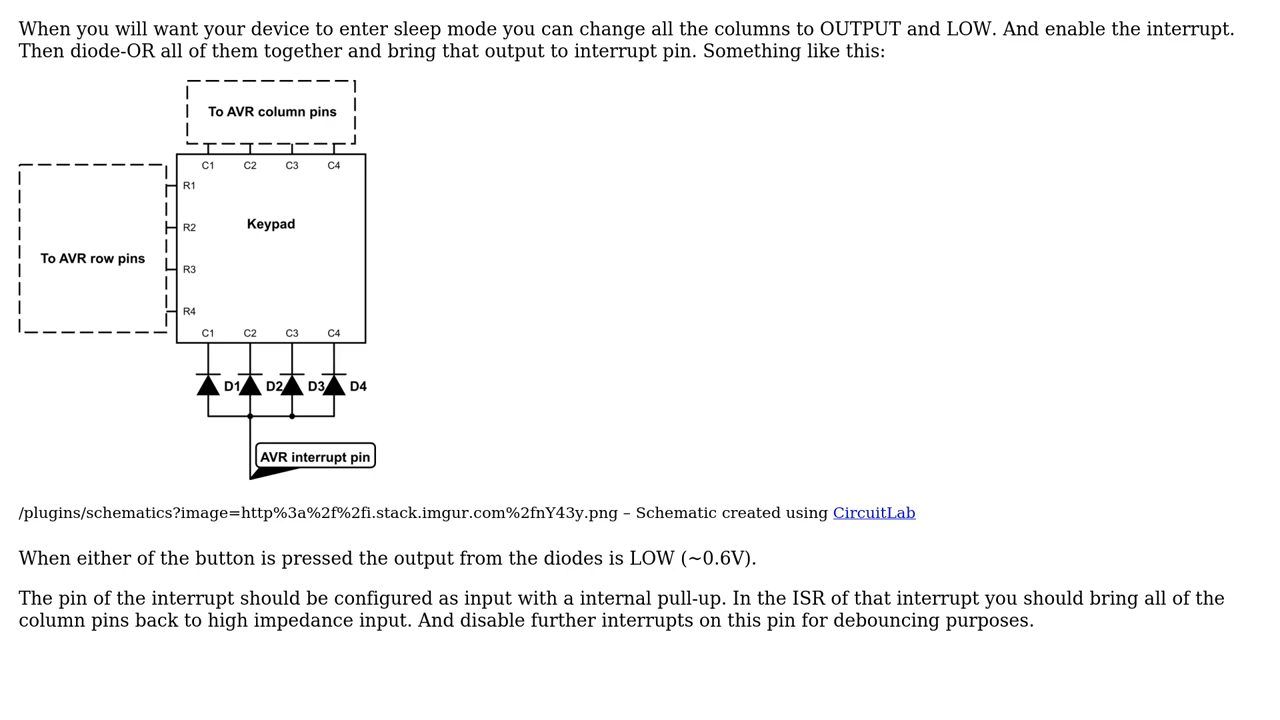 When you will want your device to enter sleep mode you can change all the columns to OUTPUT and LOW. And enable the interrupt.
Then diode-OR all of them together and bring that output to interrupt pin. Something like this:
To AVR column pins
C1 C2 C3 C4
R1
R2
Keypad
To AVR row pins
R3
R4
C1 C2 C3 C4
D1 D2 D3 D4
AVR interrupt pin
/plugins/schematics?image=http%3a%2f%2fi.stack.imgur.com%2fnY43y.png – Schematic created using CircuitLab
When either of the button is pressed the output from the diodes is LOW (~0.6V).
The pin of the interrupt should be configured as input with a internal pull-up. In the ISR of that interrupt you should bring all of the
column pins back to high impedance input. And disable further interrupts on this pin for debouncing purposes.